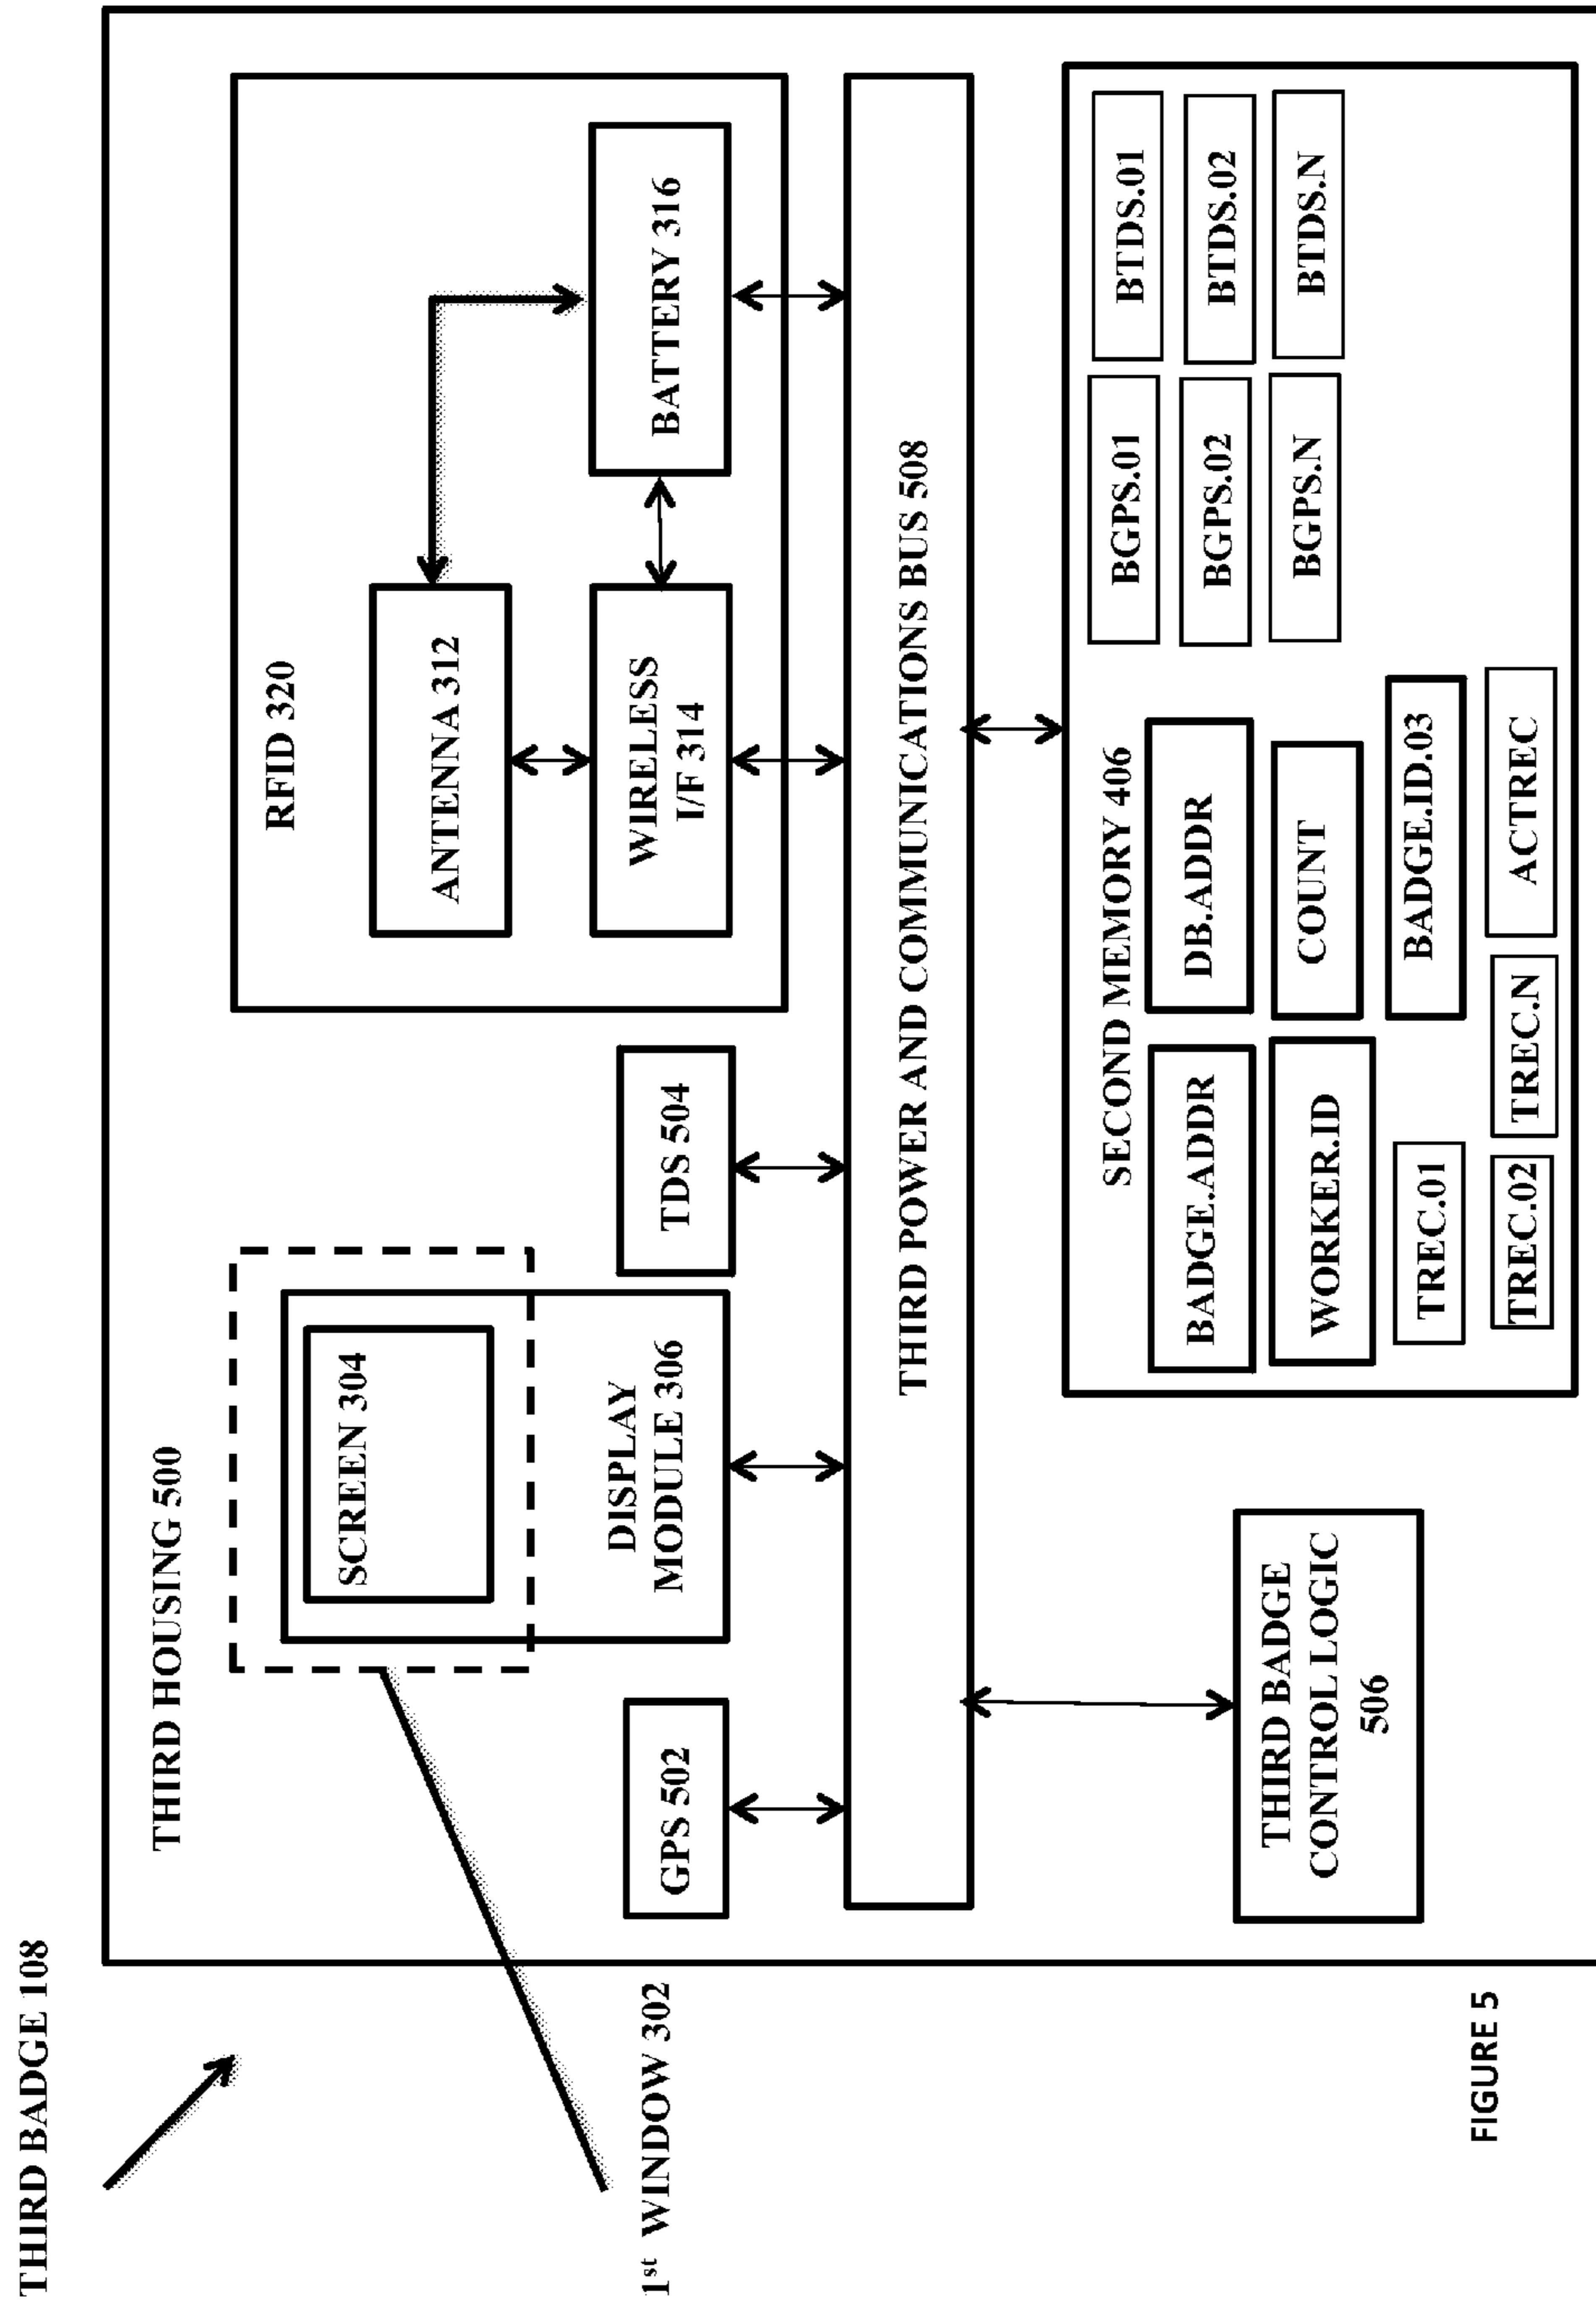 THIRD BADGE 108
THIRD HOUSING 500
1st WINDOW 302
SCREEN 304
DISPLAY
MODULE 306
GPS 502
TDS 504
RFID 320
ANTENNA 312
WIRELESS
I/F 314
BATTERY 316
THIRD POWER AND COMMUNICATIONS BUS 508
THIRD BADGE
CONTROL LOGIC
506
SECOND MEMORY 406
BADGE.ADDR
DB.ADDR
WORKER.ID
COUNT
TREC.01
BADGE.ID.03
TREC.02
TREC.N
ACTREC
BGPS.01
BTDS.01
BGPS.02
BTDS.02
BGPS.N
BTDS.N
FIGURE 5